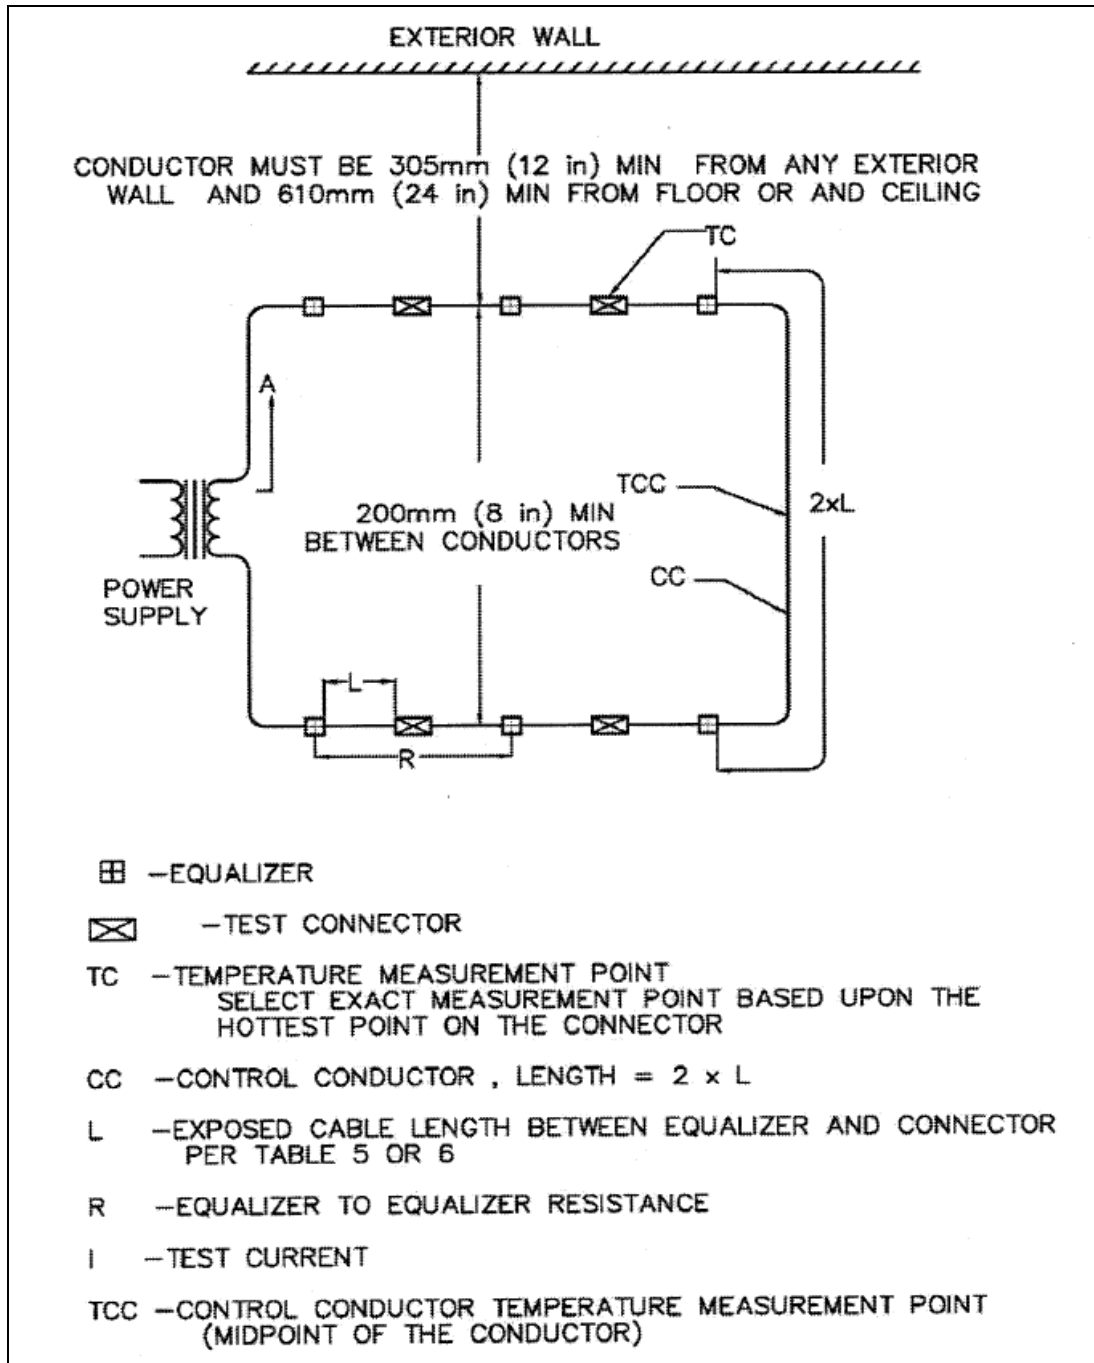 EXTERIOR WALL
CONDUCTOR MUST BE 305mm (12 in) MIN FROM ANY EXTERIOR
WALL AND 610mm (24 in) MIN FROM FLOOR OR AND CEILING
TC
A
TCC
2xL
200mm (8 in) MIN
BETWEEN CONDUCTORS
CC
POWER
SUPPLY
L
R
-EQUALIZER
-TEST CONNECTOR
TC -TEMPERATURE MEASUREMENT POINT
SELECT EXACT MEASUREMENT POINT BASED UPON THE
HOTTEST POINT ON THE CONNECTOR
CC -CONTROL CONDUCTOR , LENGTH = 2 x L
L -EXPOSED CABLE LENGTH BETWEEN EQUALIZER AND CONNECTOR
PER TABLE 5 OR 6
R -EQUALIZER TO EQUALIZER RESISTANCE
I -TEST CURRENT
TCC -CONTROL CONDUCTOR TEMPERATURE MEASUREMENT POINT
(MIDPOINT OF THE CONDUCTOR)